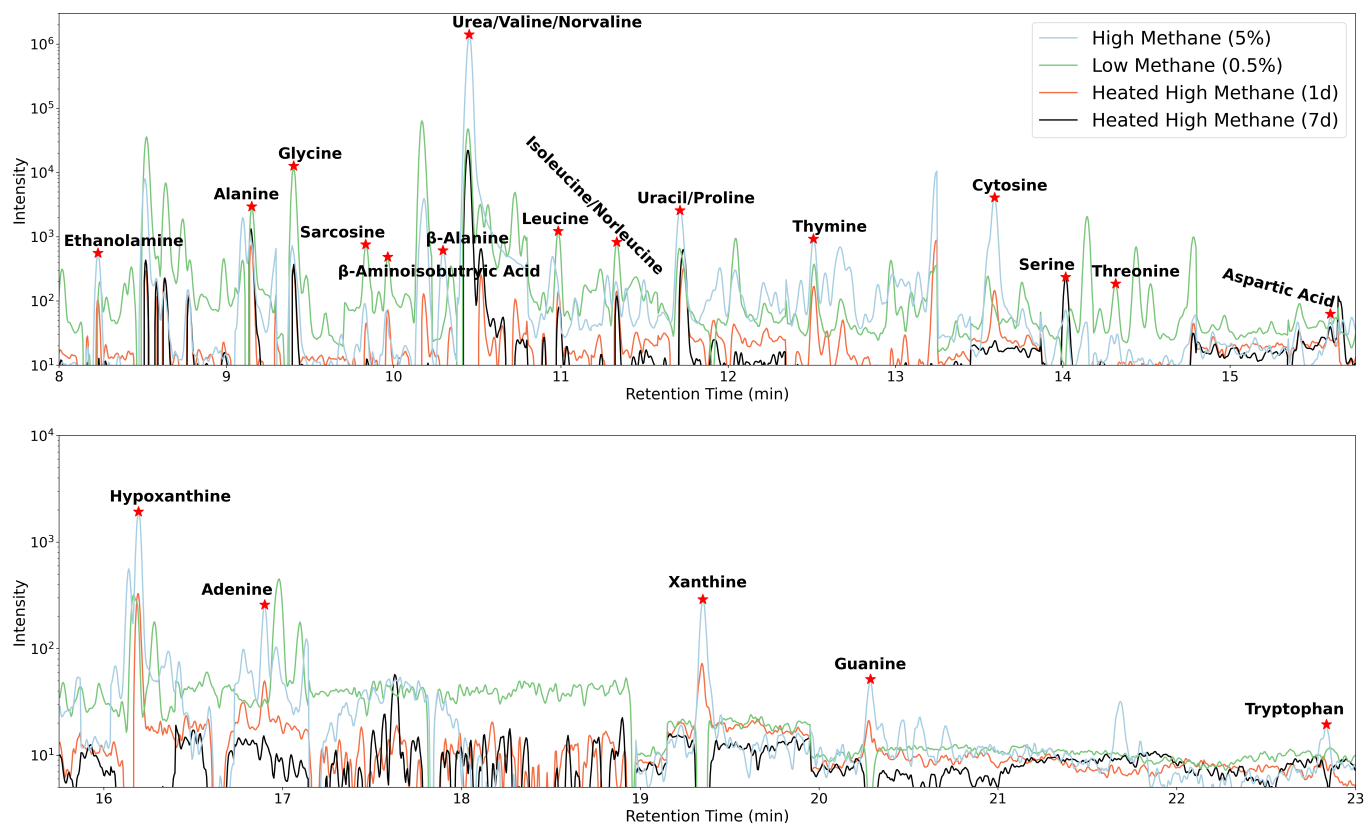 Urea/Valine/Norvaline
High Methane (5%)
Low Methane (0.5%)
Heated High Methane (1d)
Heated High Methane (7d)
Glycine
Alanine
Isoleucine/Norleucine
Uracil/Proline
Cytosine
Ethanolamine
Sarcosine
β-Alanine
Leucine
Thymine
β-Aminoisobutryic Acid
Serine
Threonine
Aspartic Acid
Intensity
10⁶
10⁵
10⁴
10³
10²
10¹
8 9 10 11 12 13 14 15
Retention Time (min)
Hypoxanthine
Adenine
Xanthine
Guanine
Tryptophan
Intensity
10⁴
10³
10²
10¹
16 17 18 19 20 21 22 23
Retention Time (min)